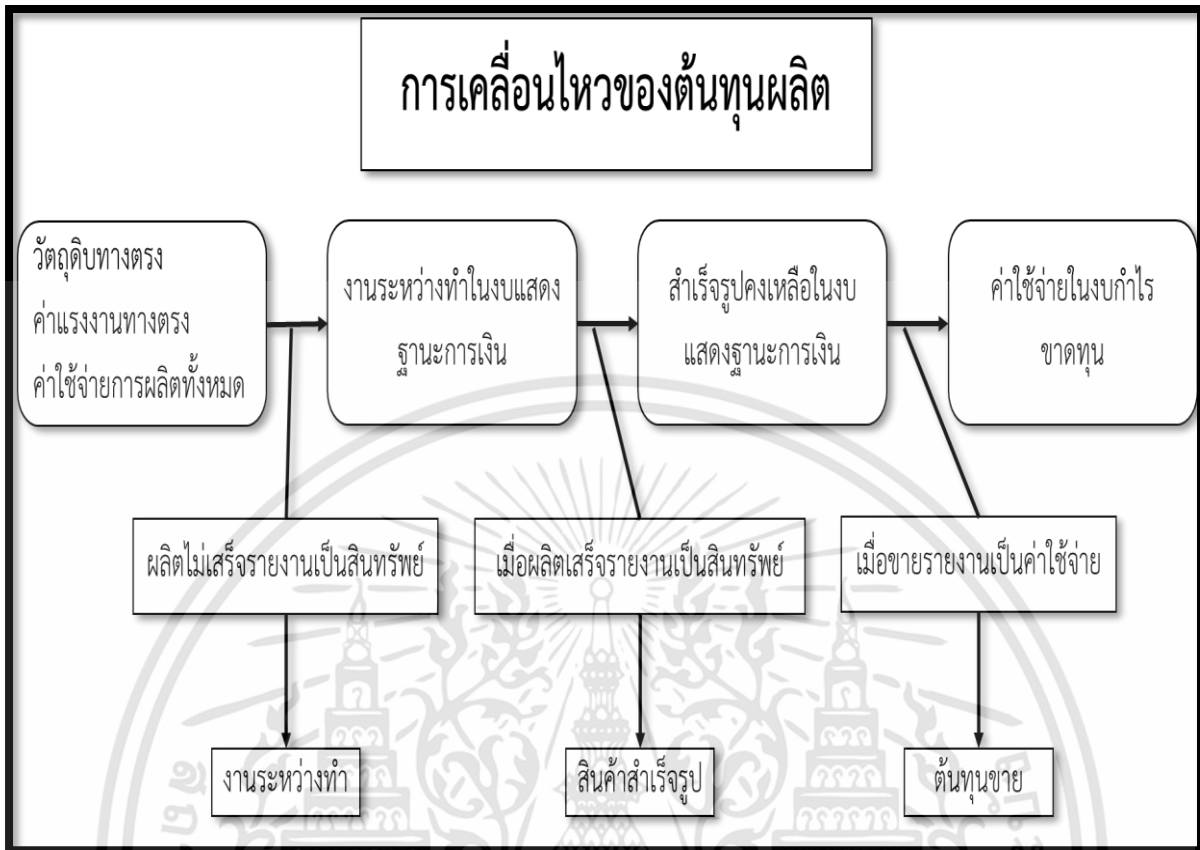 การเคลื่อนไหวของต้นทุนผลิต
วัตถุดิบทางตรง
ค่าแรงงานทางตรง
ค่าใช้จ่ายการผลิตทั้งหมด
งานระหว่างทำในงบแสดง
ฐานะการเงิน
สำเร็จรูปคงเหลือในงบ
แสดงฐานะการเงิน
ค่าใช้จ่ายในงบกำไร
ขาดทุน
ผลิตไม่เสร็จรายงานเป็นสินทรัพย์
เมื่อผลิตเสร็จรายงานเป็นสินทรัพย์
เมื่อขายรายงานเป็นค่าใช้จ่าย
งานระหว่างทำ
สินค้าสำเร็จรูป
ต้นทุนขาย